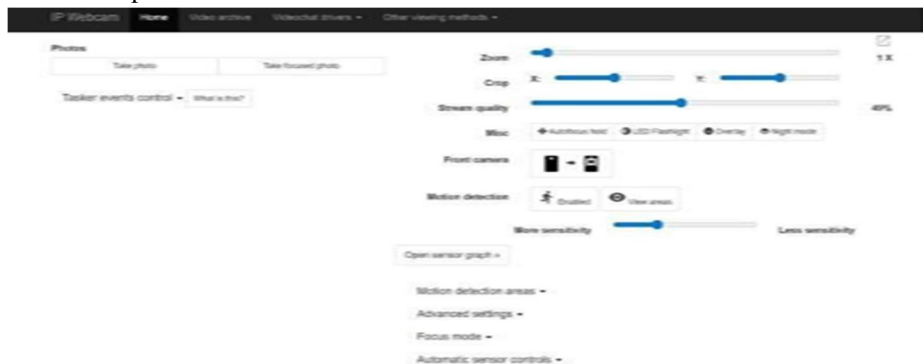 IP Webcam Home Video archive Videochat drivers Other viewing methods
Photos
Take photo Take focused photo
Tasker events control What is this?
Zoom 1 X
Crop X: Y:
Stream quality 49%
Misc Autofocus hold LED Flashlight Overlay Night mode
Front camera
Motion detection Enabled View areas
More sensitivity Less sensitivity
Open sensor graph »
Motion detection areas
Advanced settings
Focus mode
Automatic sensor controls